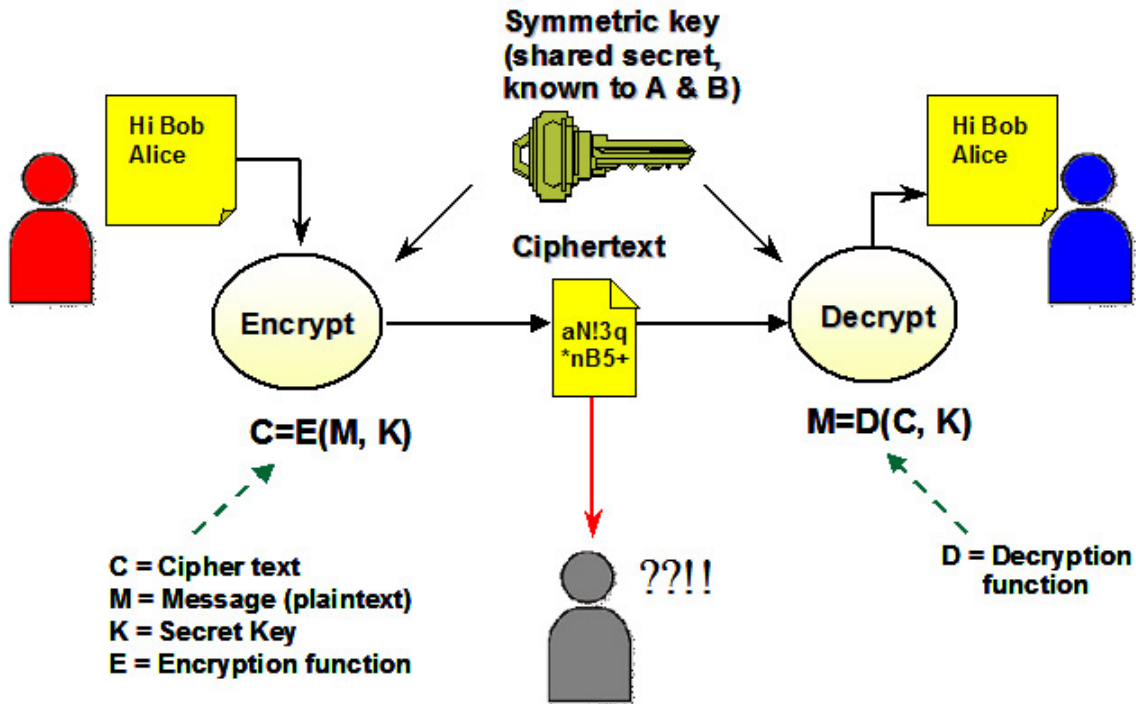 Symmetric key
(shared secret,
known to A & B)
Hi Bob
Alice
Hi Bob
Alice
Ciphertext
Encrypt
aN!3q
*nB5+
Decrypt
C=E(M, K)
M=D(C, K)
C = Cipher text
M = Message (plaintext)
K = Secret Key
E = Encryption function
??!!
D = Decryption
function